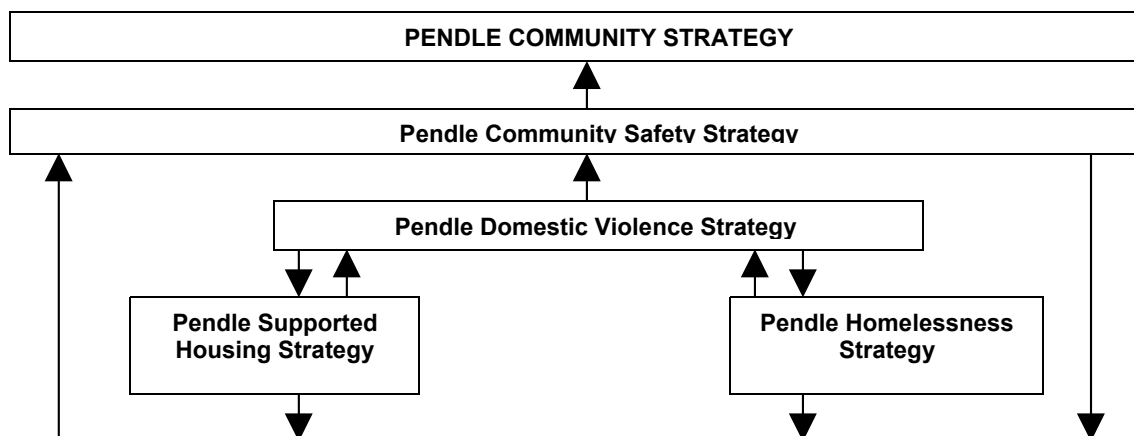 PENDLE COMMUNITY STRATEGY
Pendle Community Safety Strategy
Pendle Domestic Violence Strategy
Pendle Supported
Housing Strategy
Pendle Homelessness
Strategy